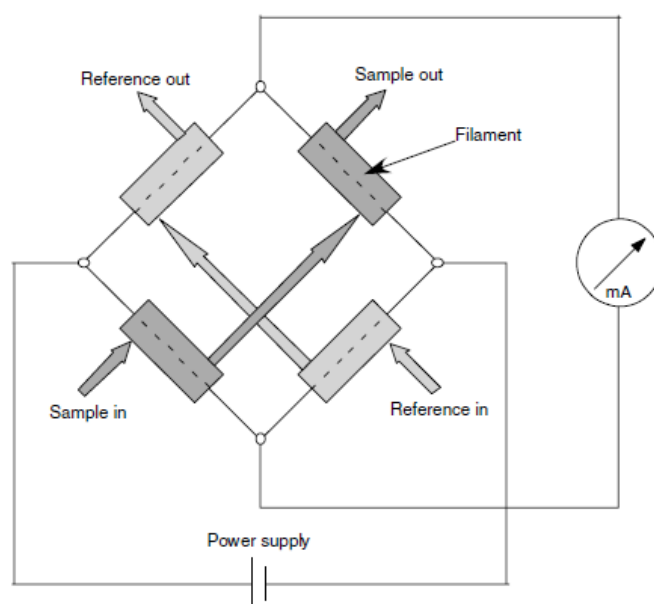 Reference out
Sample out
Filament
mA
Sample in
Reference in
Power supply